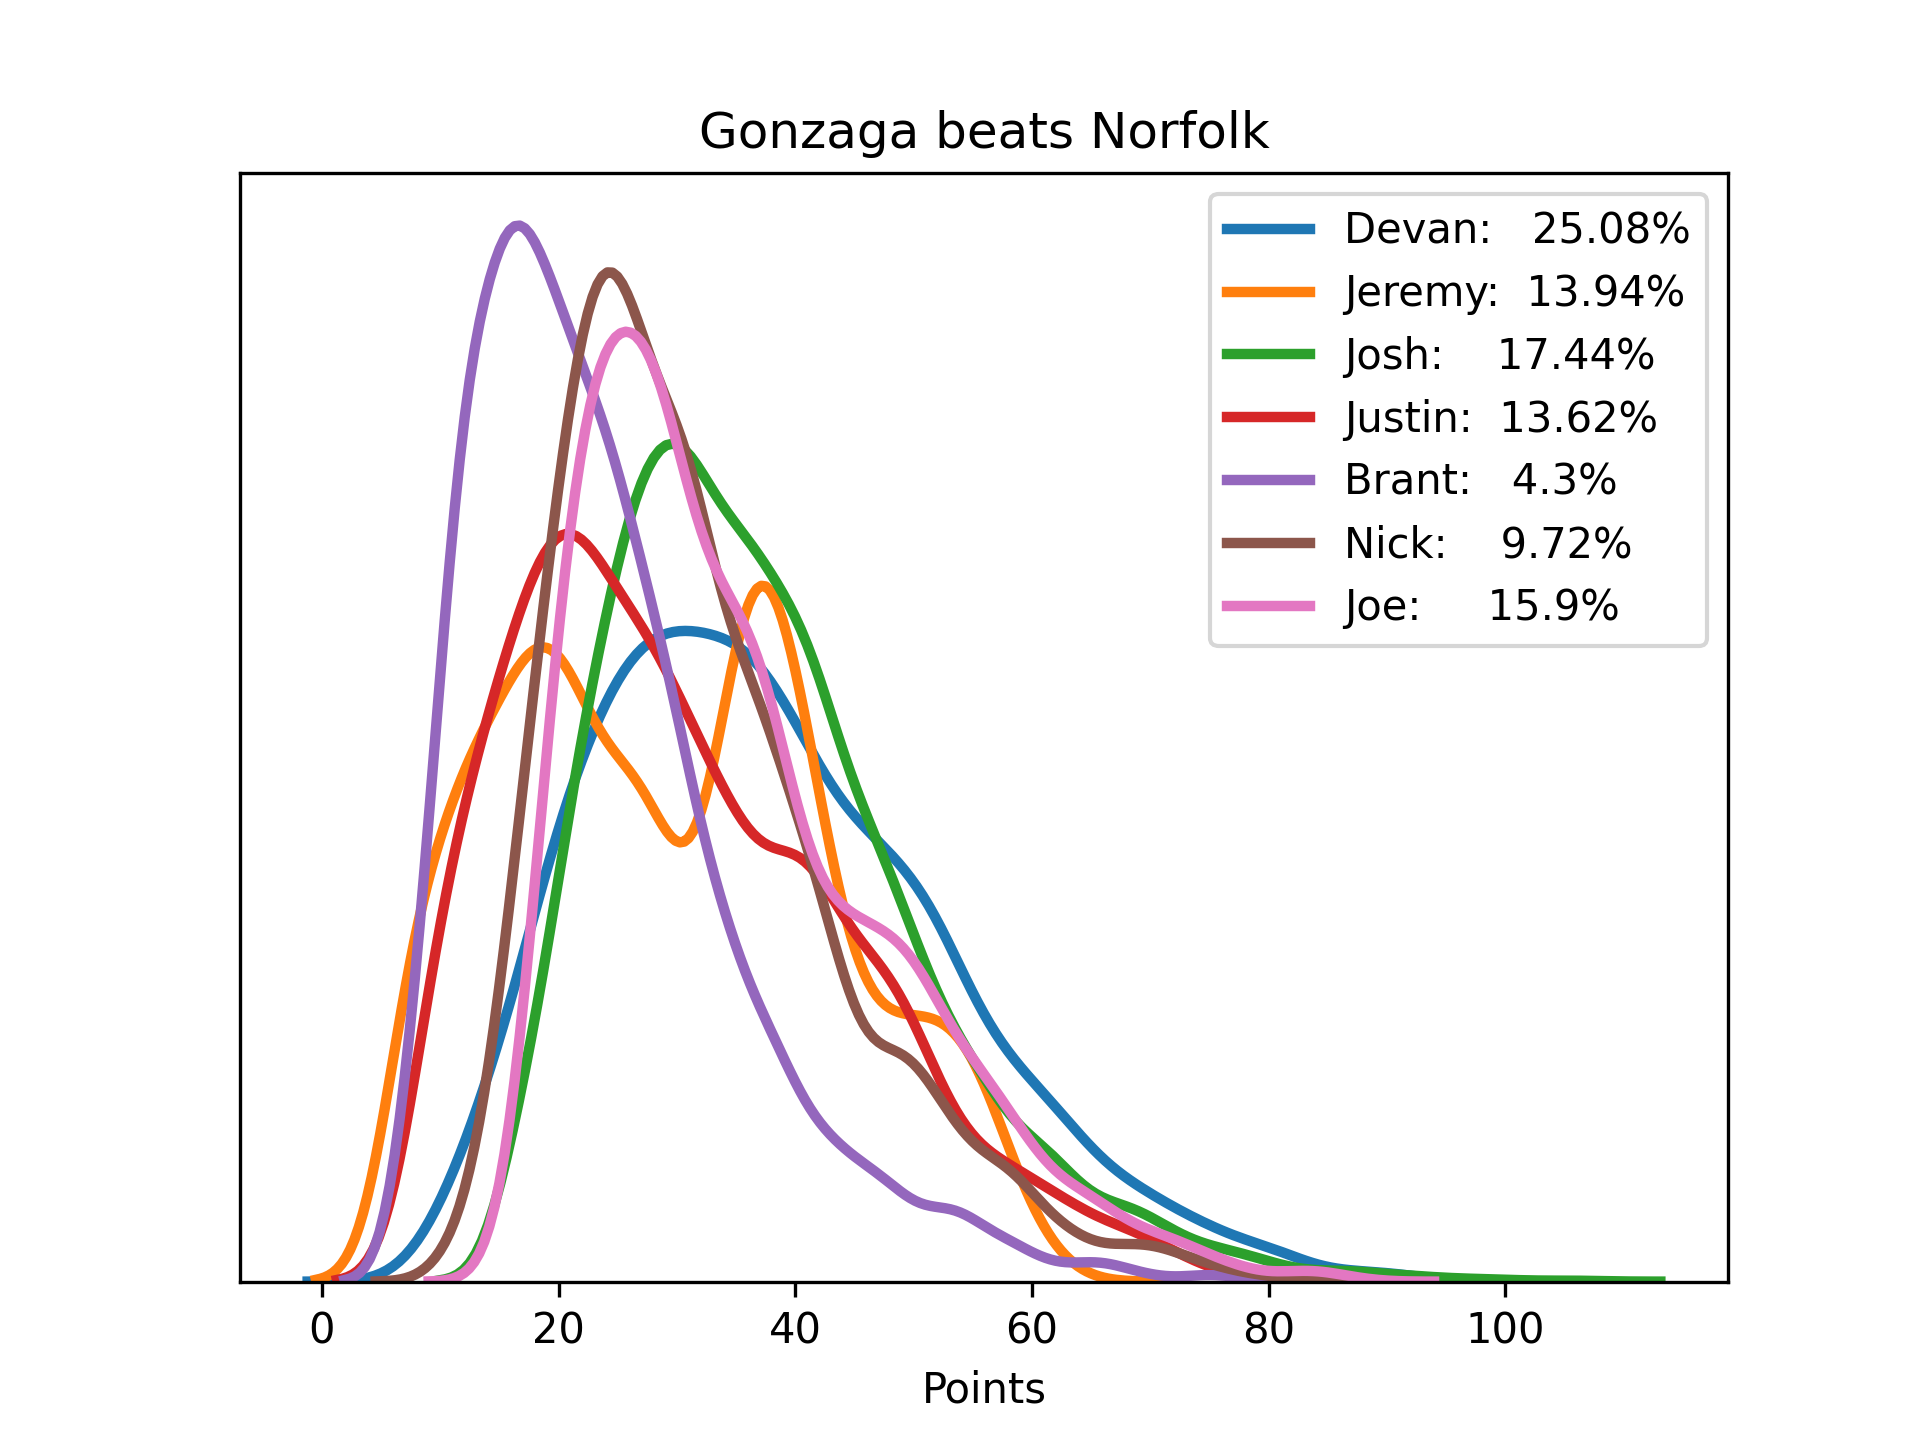 Gonzaga beats Norfolk
Devan: 25.08%
Jeremy: 13.94%
Josh: 17.44%
Justin: 13.62%
Brant: 4.3%
Nick: 9.72%
Joe: 15.9%
0 20 40 60 80 100
Points